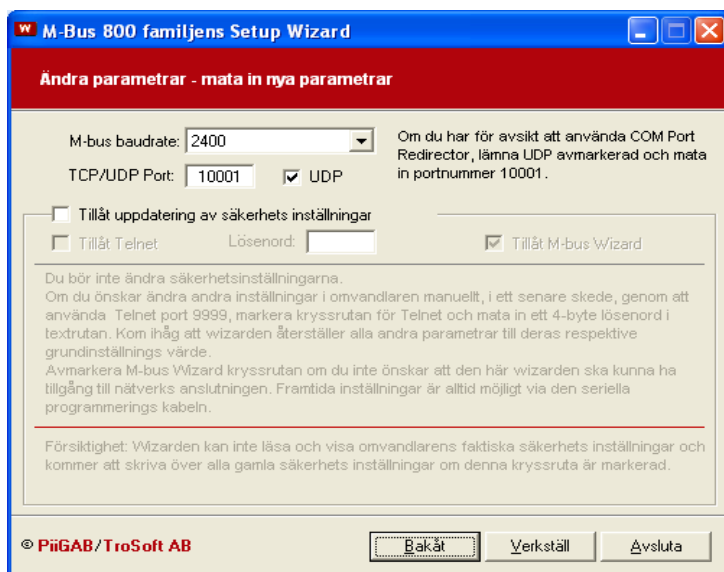 M-Bus 800 familjens Setup Wizard
Ändra parametrar - mata in nya parametrar
M-bus baudrate: 2400
TCP/UDP Port: 10001 UDP
Om du har för avsikt att använda COM Port
Redirector, lämna UDP avmarkerad och mata
in portnummer 10001.
Tillåt uppdatering av säkerhets inställningar
Tillåt Telnet Lösenord: Tillåt M-bus Wizard
Du bör inte ändra säkerhetsinställningarna.
Om du önskar ändra andra inställningar i omvandlaren manuellt, i ett senare skede, genom att
använda Telnet port 9999, markera kryssrutan för Telnet och mata in ett 4-byte lösenord i
textrutan. Kom ihåg att wizarden återställer alla andra parametrar till deras respektive
grundinställnings värde.
Avmarkera M-bus Wizard kryssrutan om du inte önskar att den här wizarden ska kunna ha
tillgång till nätverks anslutningen. Framtida inställningar är alltid möjligt via den seriella
programmerings kabeln.
Försiktighet: Wizarden kan inte läsa och visa omvandlarens faktiska säkerhets inställningar och
kommer att skriva över alla gamla säkerhets inställningar om denna kryssruta är markerad.
© PiiGAB/TroSoft AB Bakåt Verkställ Avsluta